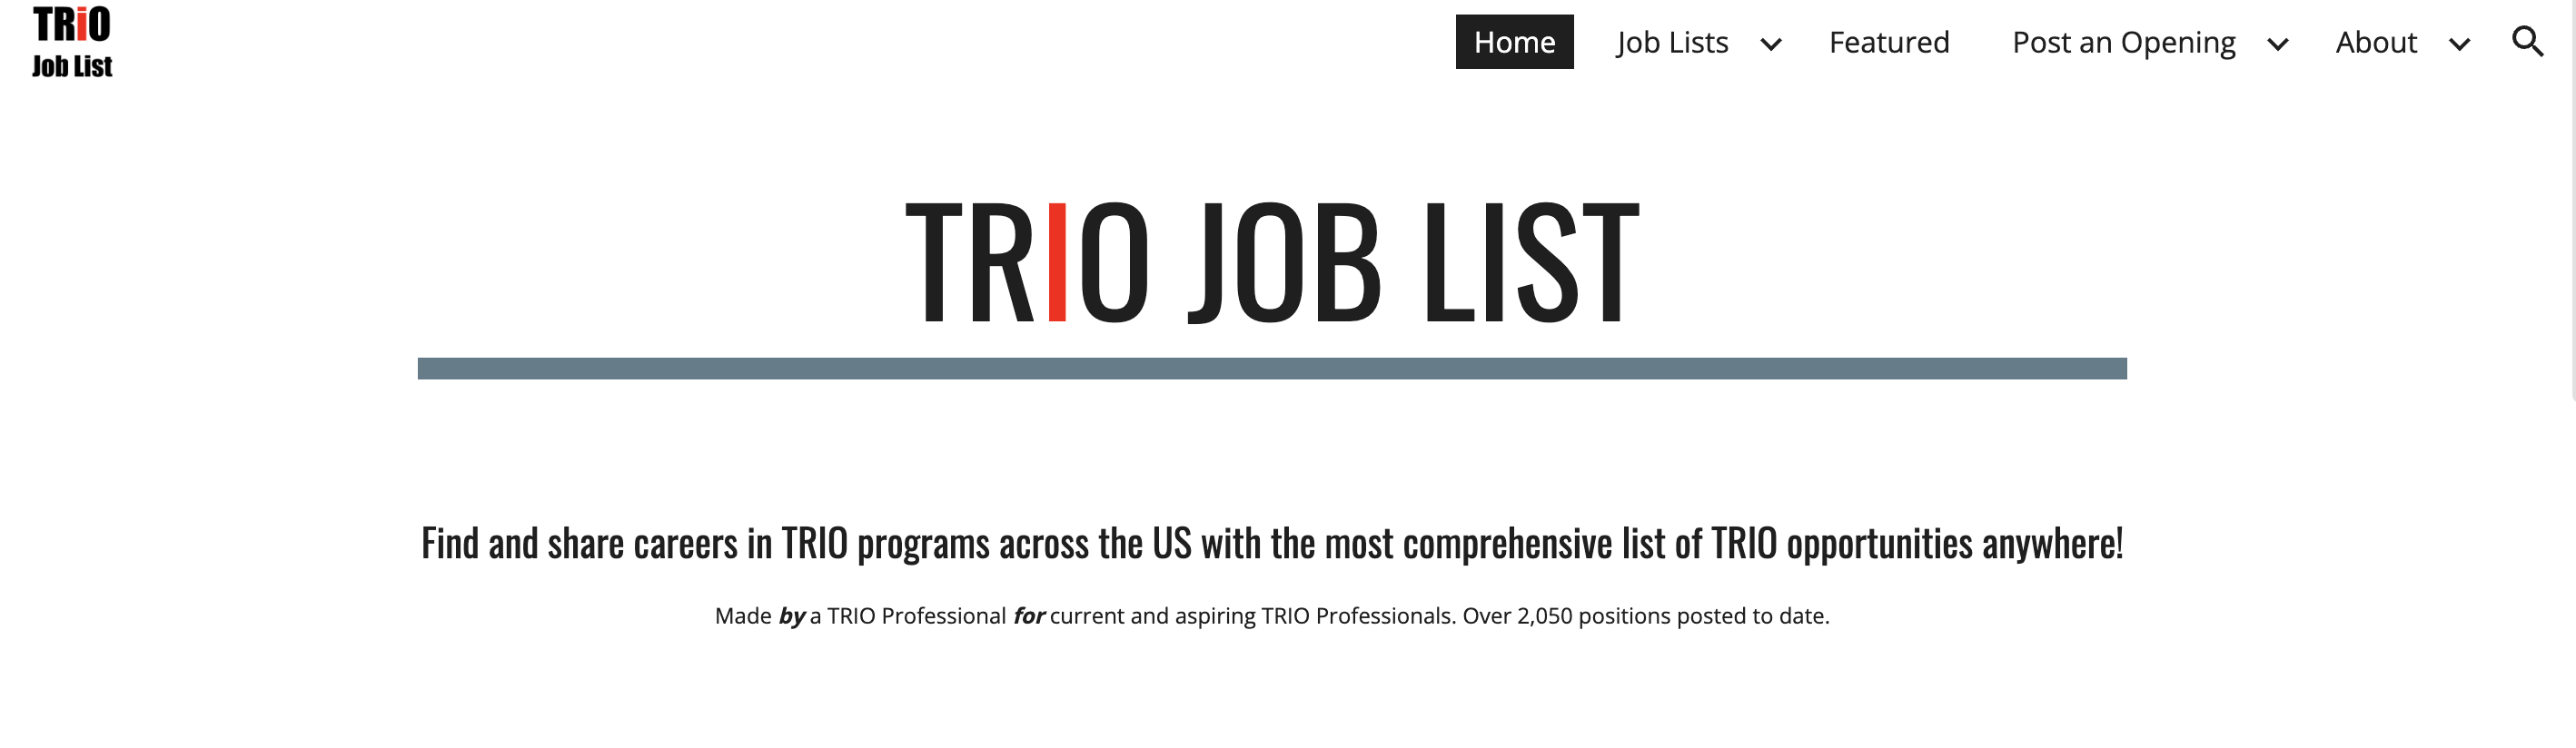 TRiO
Job List
Home Job Lists Featured Post an Opening About
TRIO JOB LIST
Find and share careers in TRIO programs across the US with the most comprehensive list of TRIO opportunities anywhere!
Made by a TRIO Professional for current and aspiring TRIO Professionals. Over 2,050 positions posted to date.